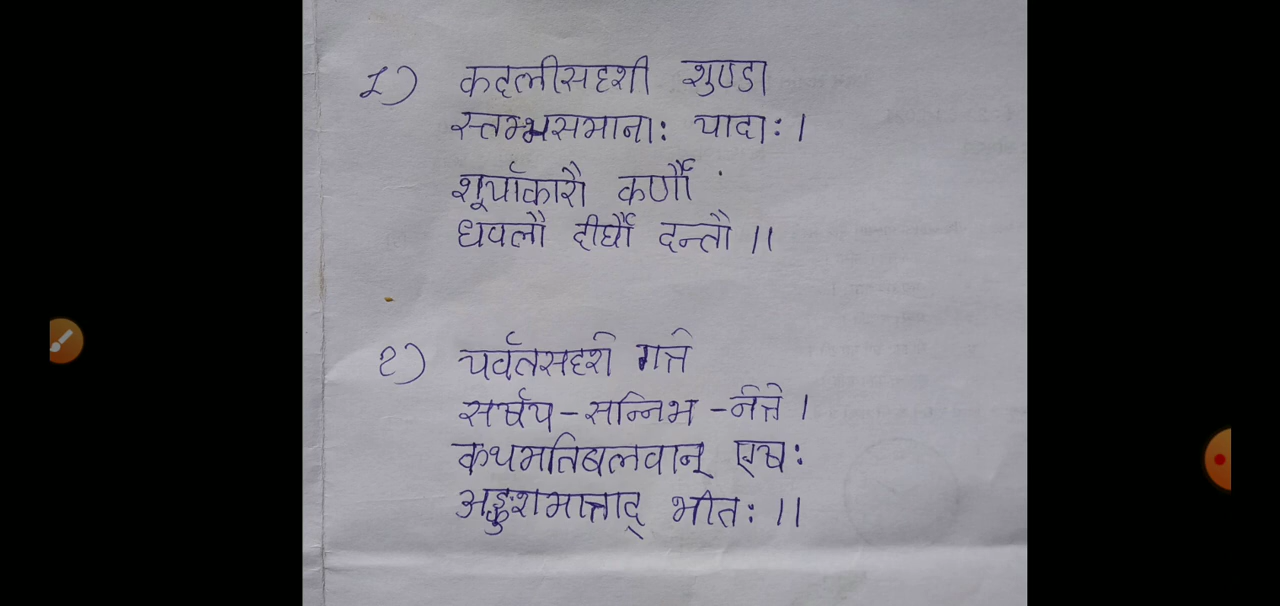 1) कदलीसदृशी शुण्डा
स्तम्भसमानाः पादाः ।
शूर्पाकारौ कर्णौ
धवलौ दीर्घौ दन्तौ ॥
2) पर्वतसदृशे गात्रे
सर्षप-सन्निभ-नेत्रे ।
कथमतिबलवान् एषः
अङ्कुशमात्राद् भीतः ॥